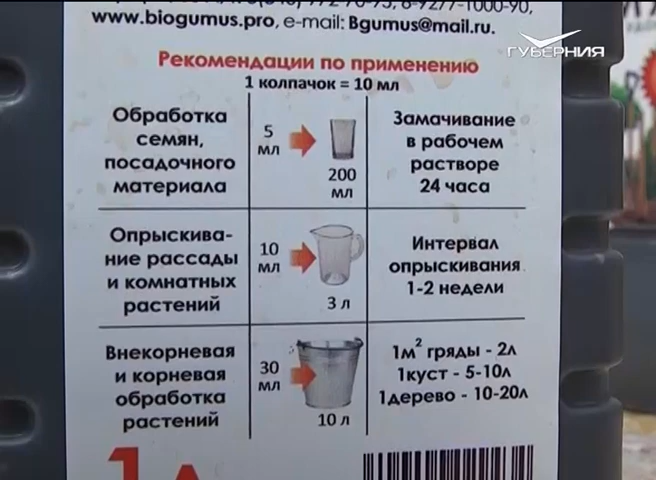 www.biogumus.pro, e-mail: Bgumus@mail.ru.
ГУБЕРНИЯ
Рекомендации по применению
1 колпачок = 10 мл
Обработка
семян,
посадочного
материала
5
мл
200
мл
Замачивание
в рабочем
растворе
24 часа
Опрыскива-
ние рассады
и комнатных
растений
10
мл
3 л
Интервал
опрыскивания
1-2 недели
Внекорневая
и корневая
обработка
растений
30
мл
10 л
1м² гряды - 2л
1куст - 5-10л
1дерево - 10-20л
1л